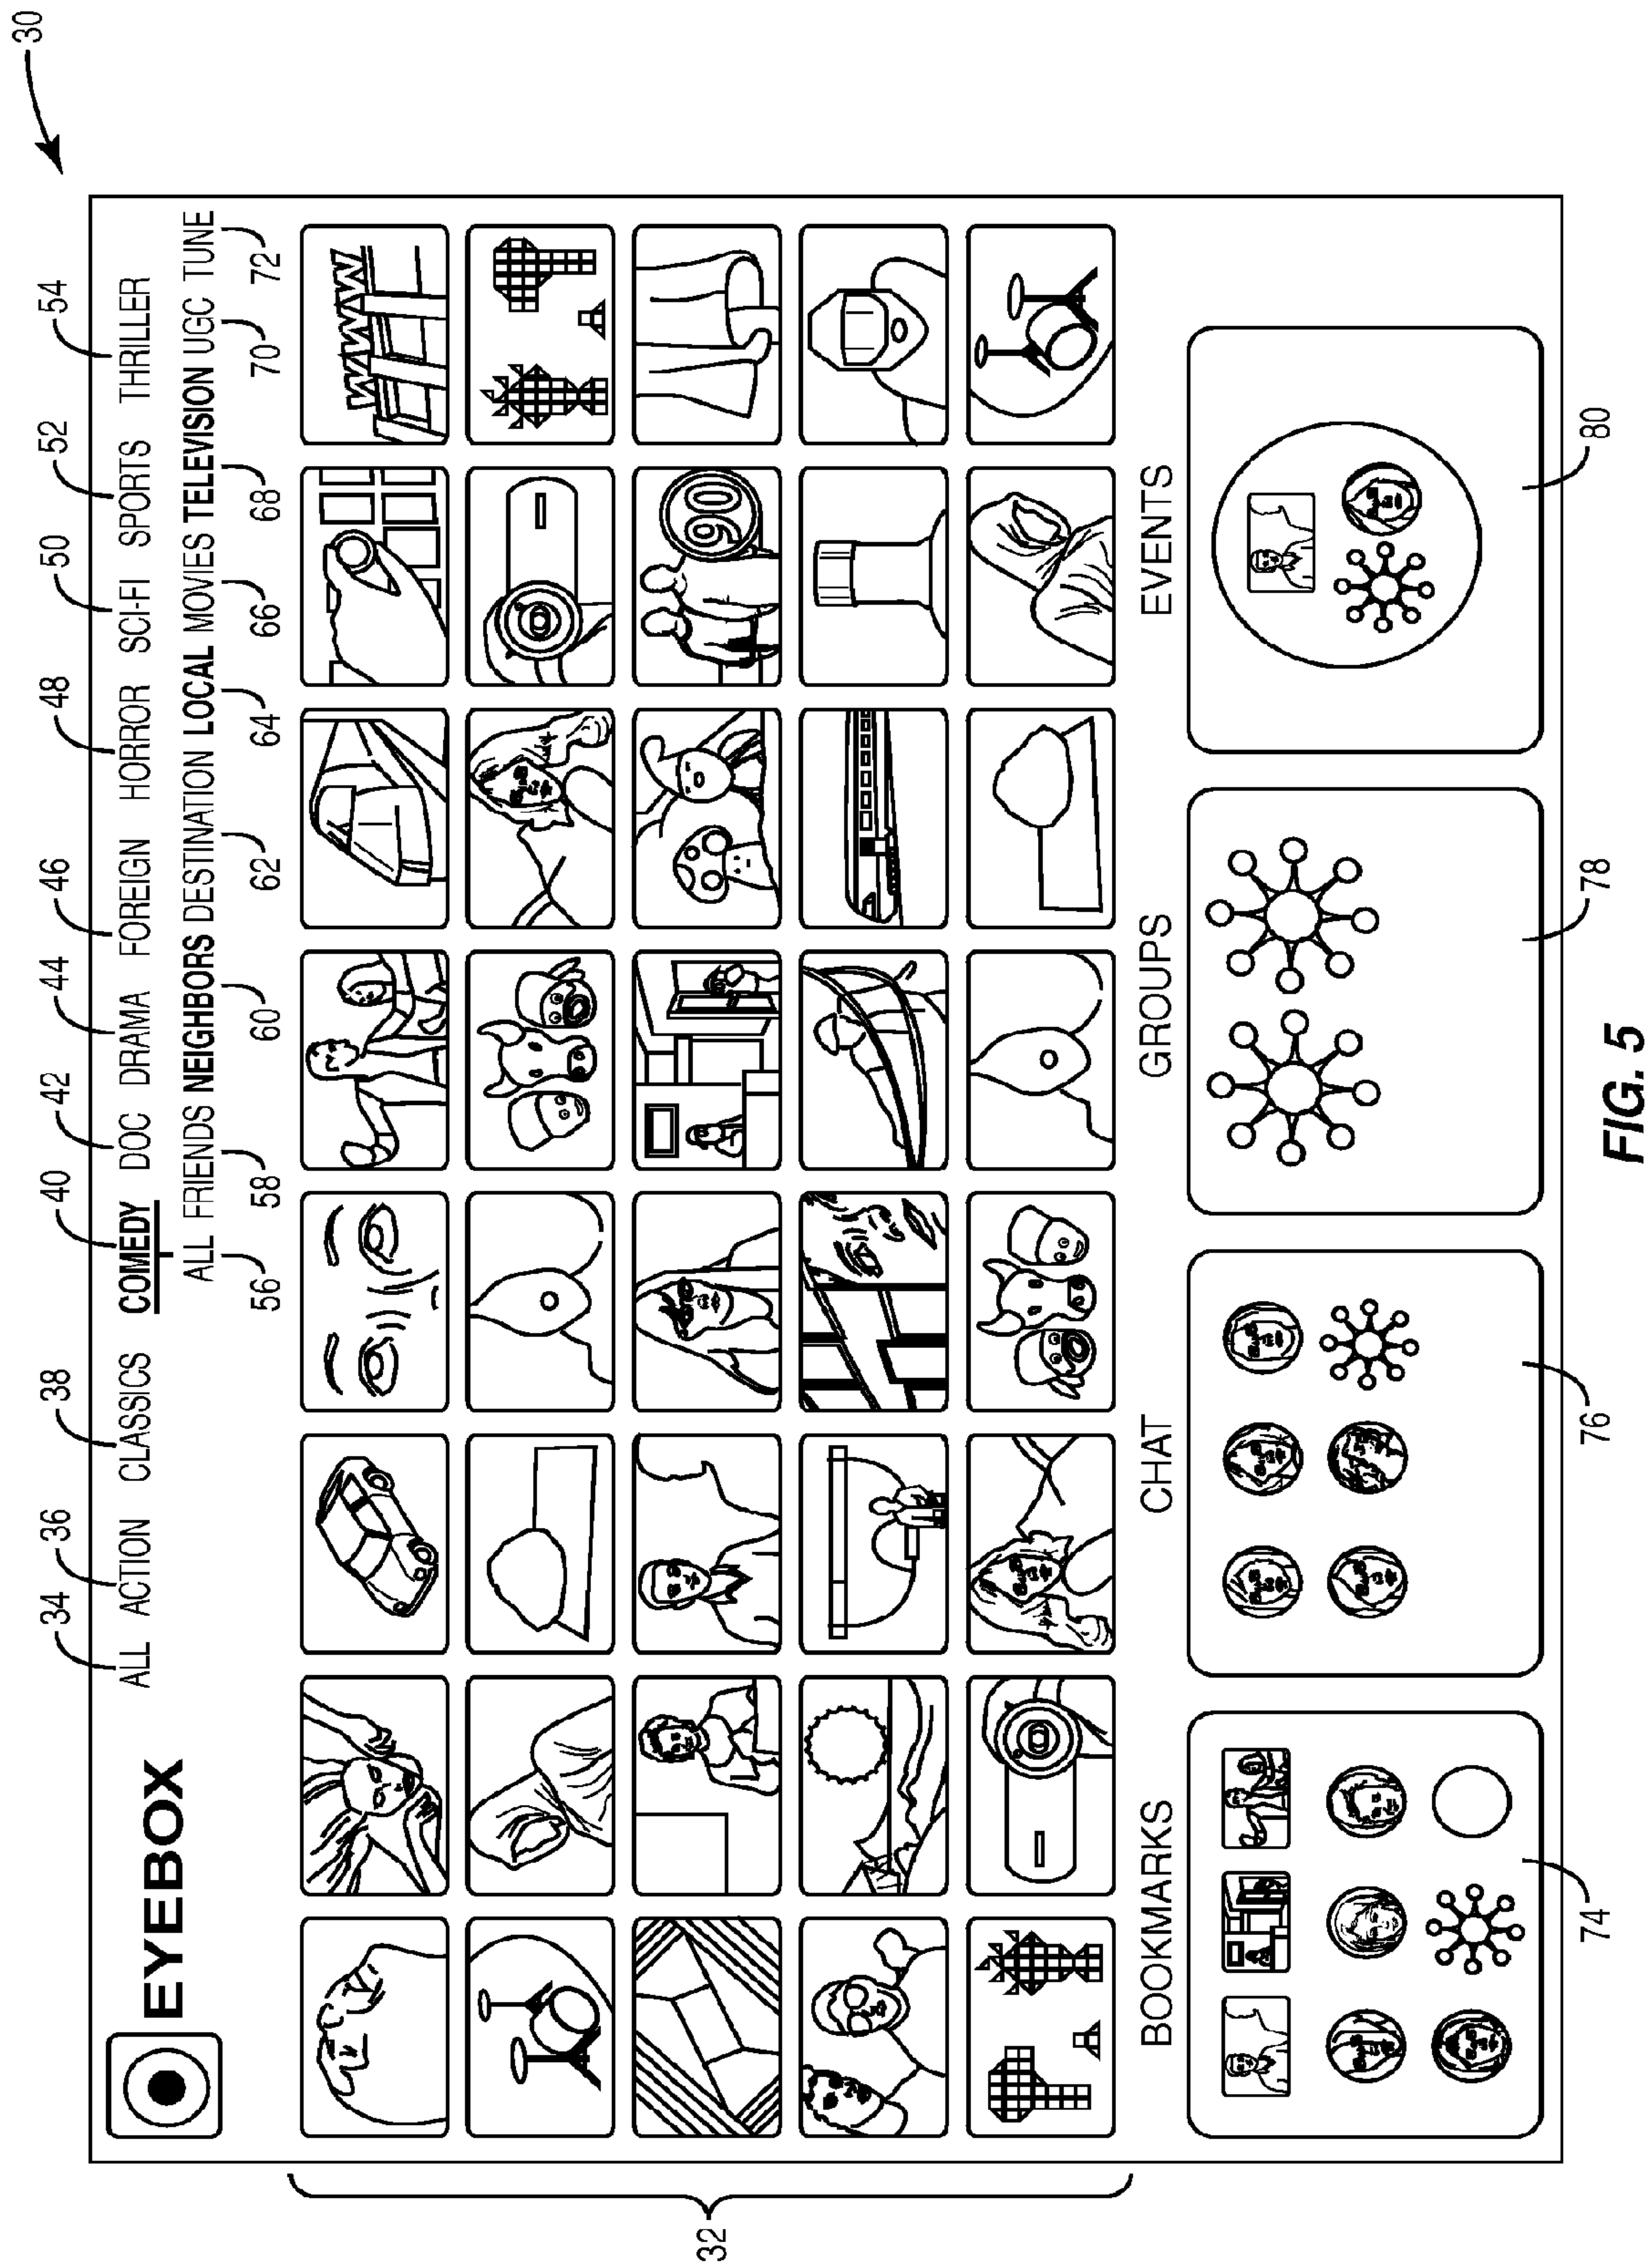 30
34 36 38 40 42 44 46 48 50 52 54
EYEBOX
ALL ACTION CLASSICS COMEDY DOC DRAMA FOREIGN HORROR SCI-FI SPORTS THRILLER
ALL FRIENDS NEIGHBORS DESTINATION LOCAL MOVIES TELEVISION UGC TUNE
56 58 60 62 64 66 68 70 72
90
32
BOOKMARKS CHAT GROUPS EVENTS
74 76 78 80
FIG. 5